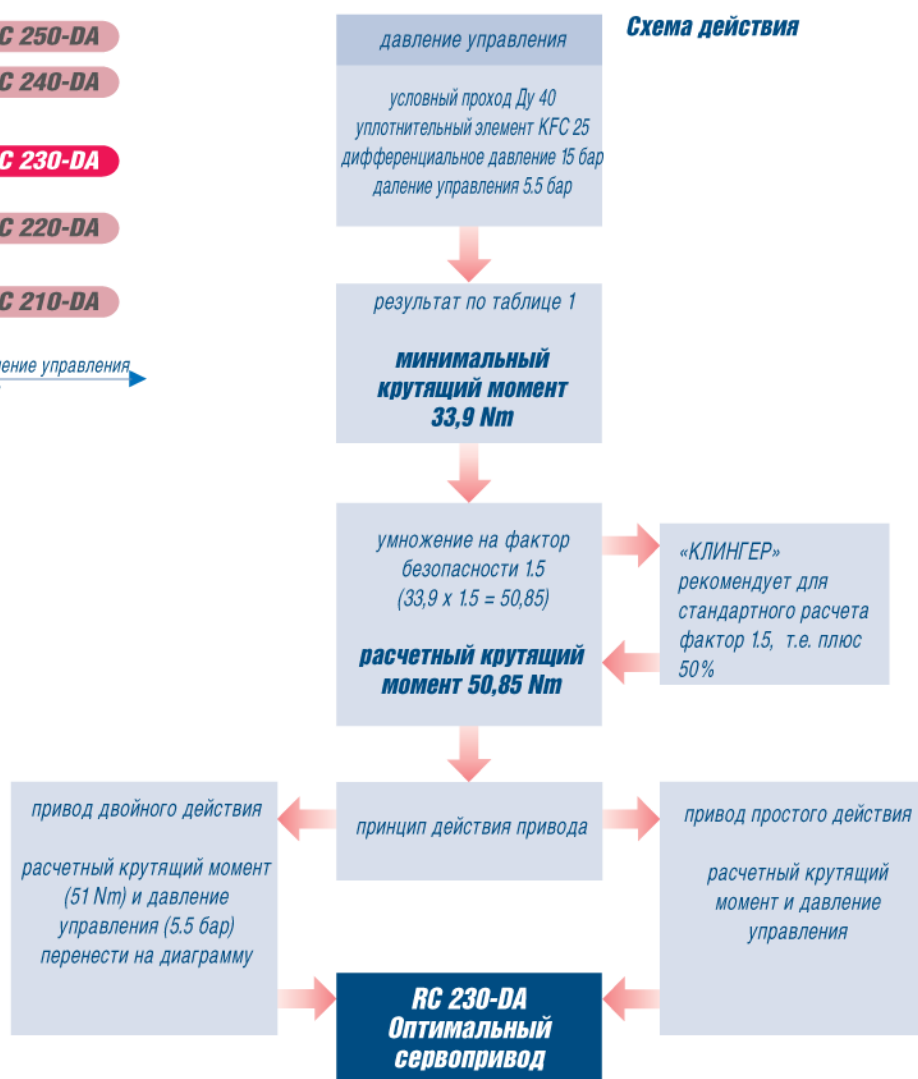 C 250-DA
C 240-DA
C 230-DA
C 220-DA
C 210-DA
ление управления
Схема действия
давление управления
условный проход Ду 40
уплотнительный элемент KFC 25
дифференциальное давление 15 бар
даление управления 5.5 бар
результат по таблице 1
минимальный
крутящий момент
33,9 Nm
умножение на фактор
безопасности 1.5
(33,9 x 1.5 = 50,85)
расчетный крутящий
момент 50,85 Nm
«КЛИНГЕР»
рекомендует для
стандартного расчета
фактор 1.5, т.е. плюс
50%
привод двойного действия
расчетный крутящий момент
(51 Nm) и давление
управления (5.5 бар)
перенести на диаграмму
принцип действия привода
привод простого действия
расчетный крутящий
момент и давление
управления
RC 230-DA
Оптимальный
сервопривод